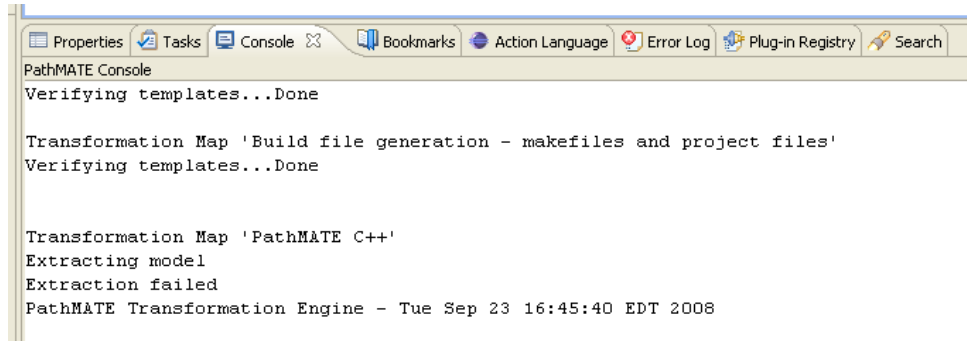 Properties Tasks Console Bookmarks Action Language Error Log Plug-in Registry Search
PathMATE Console
Verifying templates...Done
Transformation Map 'Build file generation - makefiles and project files'
Verifying templates...Done
Transformation Map 'PathMATE C++'
Extracting model
Extraction failed
PathMATE Transformation Engine - Tue Sep 23 16:45:40 EDT 2008